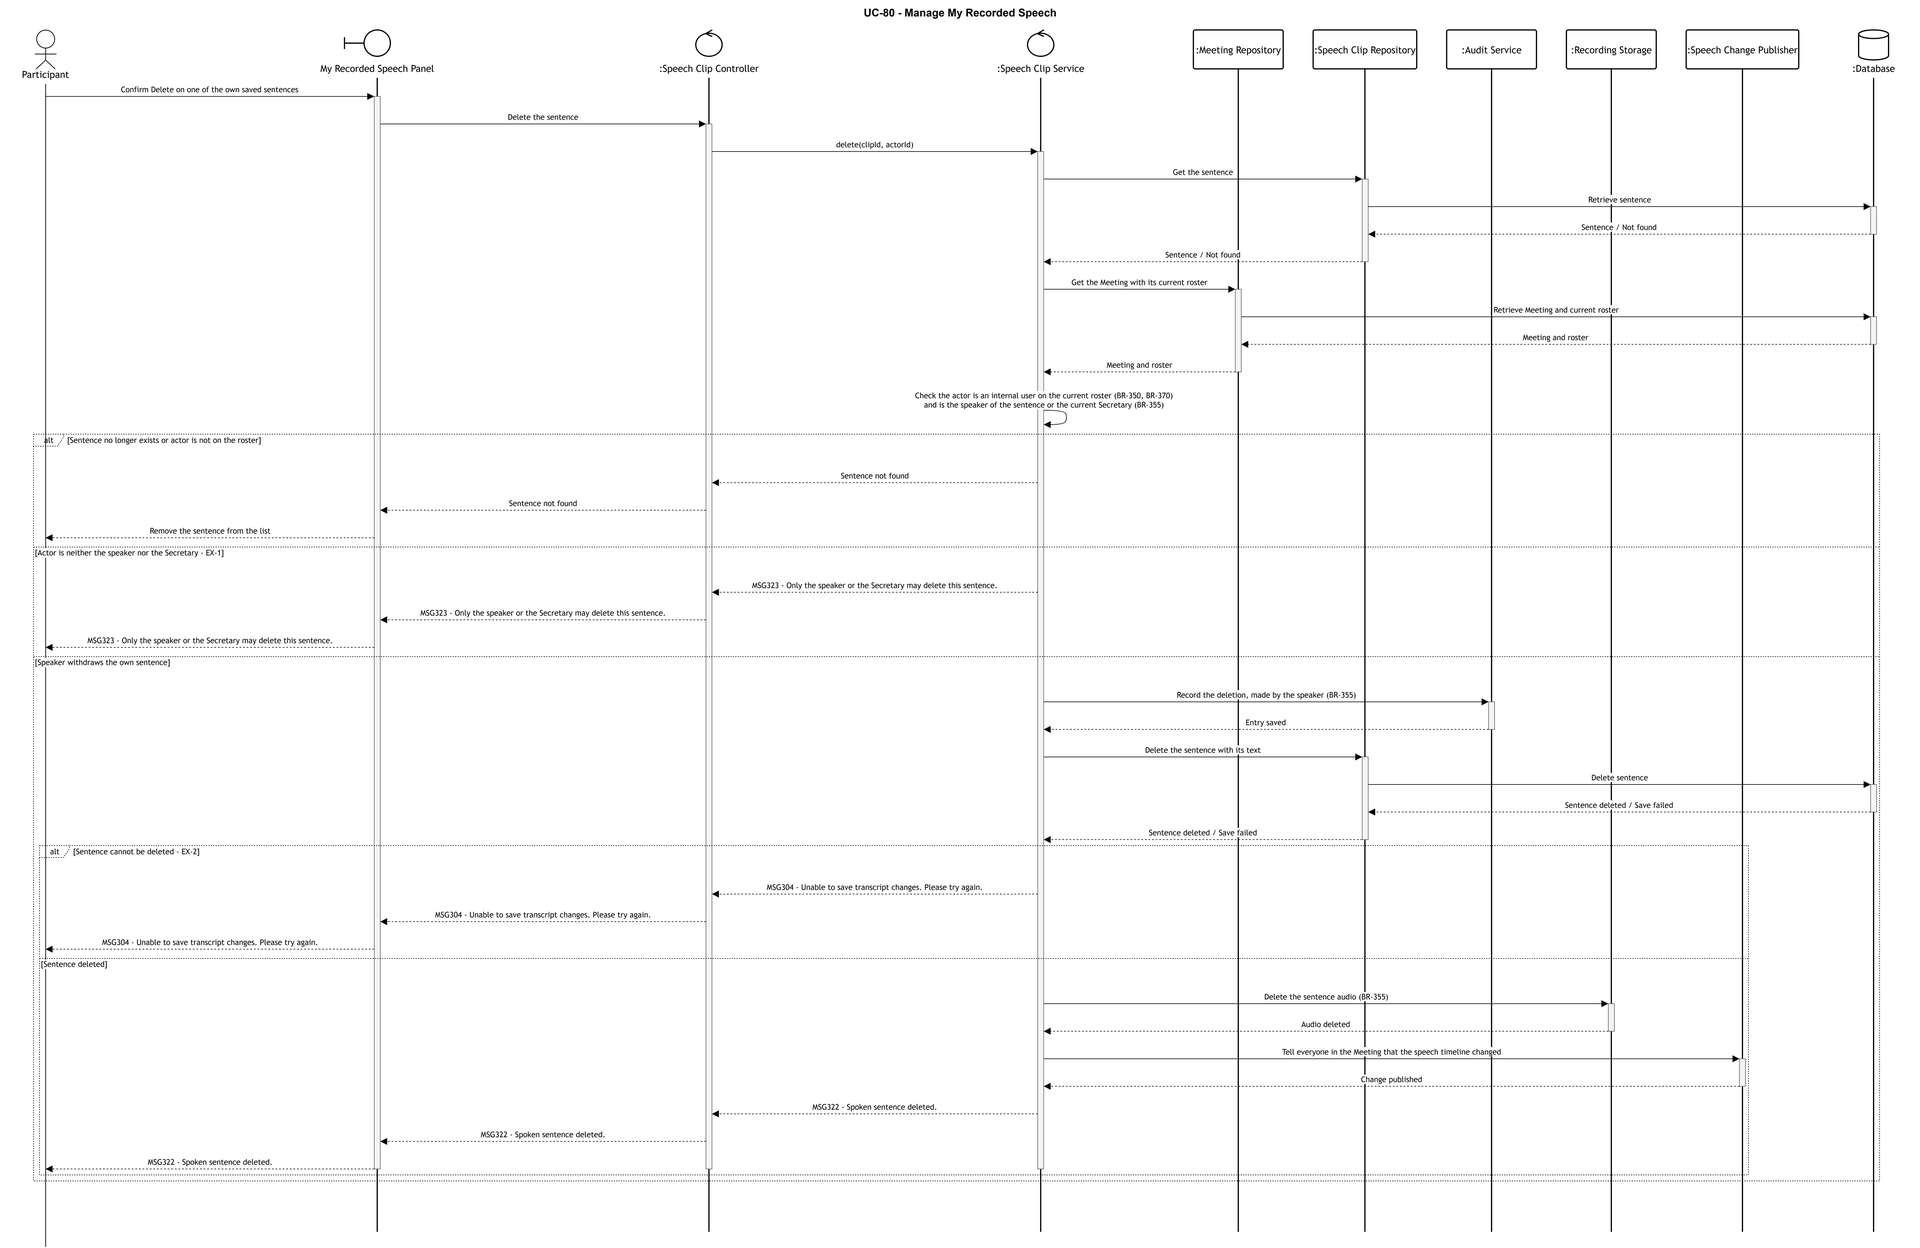 UC-80 - Manage My Recorded Speech
Participant
My Recorded Speech Panel
:Speech Clip Controller
:Speech Clip Service
:Meeting Repository
:Speech Clip Repository
:Audit Service
:Recording Storage
:Speech Change Publisher
:Database
Confirm Delete on one of the own saved sentences
Delete the sentence
delete(clipId, actorId)
Get the sentence
Retrieve sentence
Sentence / Not found
Sentence / Not found
Get the Meeting with its current roster
Retrieve Meeting and current roster
Meeting and roster
Meeting and roster
Check the actor is an internal user on the current roster (BR-350, BR-370)
and is the speaker of the sentence or the current Secretary (BR-355)
alt [Sentence no longer exists or actor is not on the roster]
Sentence not found
Sentence not found
Remove the sentence from the list
[Actor is neither the speaker nor the Secretary - EX-1]
MSG323 - Only the speaker or the Secretary may delete this sentence.
MSG323 - Only the speaker or the Secretary may delete this sentence.
MSG323 - Only the speaker or the Secretary may delete this sentence.
[Speaker withdraws the own sentence]
Record the deletion, made by the speaker (BR-355)
Entry saved
Delete the sentence with its text
Delete sentence
Sentence deleted / Save failed
Sentence deleted / Save failed
alt [Sentence cannot be deleted - EX-2]
MSG304 - Unable to save transcript changes. Please try again.
MSG304 - Unable to save transcript changes. Please try again.
MSG304 - Unable to save transcript changes. Please try again.
[Sentence deleted]
Delete the sentence audio (BR-355)
Audio deleted
Tell everyone in the Meeting that the speech timeline changed
Change published
MSG322 - Spoken sentence deleted.
MSG322 - Spoken sentence deleted.
MSG322 - Spoken sentence deleted.